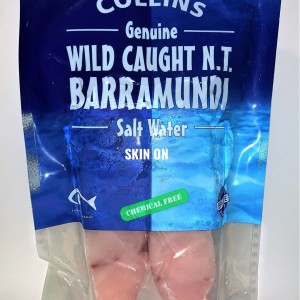 COLLINS
Genuine
WILD CAUGHT N.T.
BARRAMUNDI
Salt Water
SKIN ON
CHEMICAL FREE